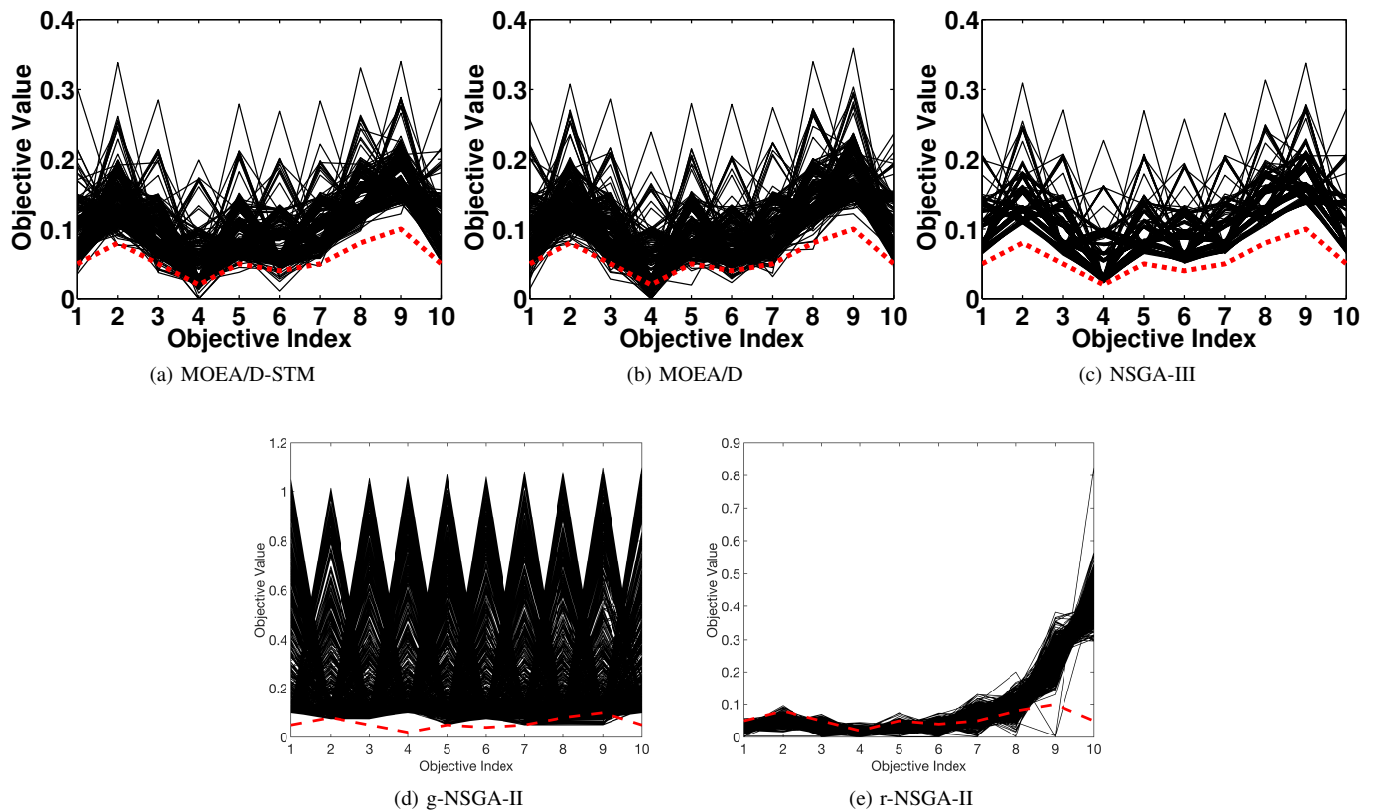 0.4 0.4 0.4
Objective Value Objective Value Objective Value
0.3 0.3 0.3
0.2 0.2 0.2
0.1 0.1 0.1
0 0 0
1 2 3 4 5 6 7 8 9 10 1 2 3 4 5 6 7 8 9 10 1 2 3 4 5 6 7 8 9 10
Objective Index Objective Index Objective Index
(a) MOEA/D-STM (b) MOEA/D (c) NSGA-III
1.2
1
0.8
Objective Value
0.6
0.4
0.2
0
1 2 3 4 5 6 7 8 9 10
Objective Index
(d) g-NSGA-II
0.9
0.8
0.7
0.6
Objective Value
0.5
0.4
0.3
0.2
0.1
0
1 2 3 4 5 6 7 8 9 10
Objective Index
(e) r-NSGA-II